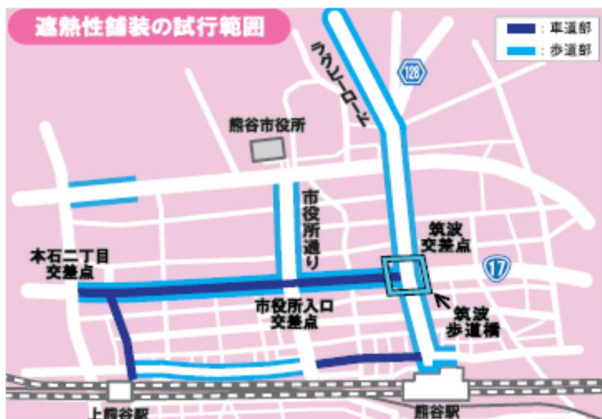 遮熱性舗装の試行範囲
：車道部
：歩道部
ラグビーロード
128
熊谷市役所
市役所通り
筑波
交差点
本石二丁目
交差点
17
市役所入口
交差点
筑波
歩道橋
上熊谷駅
熊谷駅